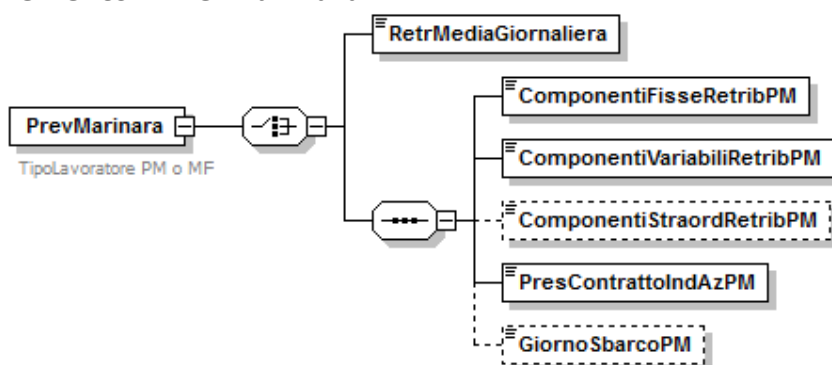 RetrMediaGiornaliera
ComponentiFisseRetribPM
PrevMarinara
ComponentiVariabiliRetribPM
TipoLavoratore PM o MF
ComponentiStraordRetribPM
PresContrattoIndAzPM
GiornoSbarcoPM